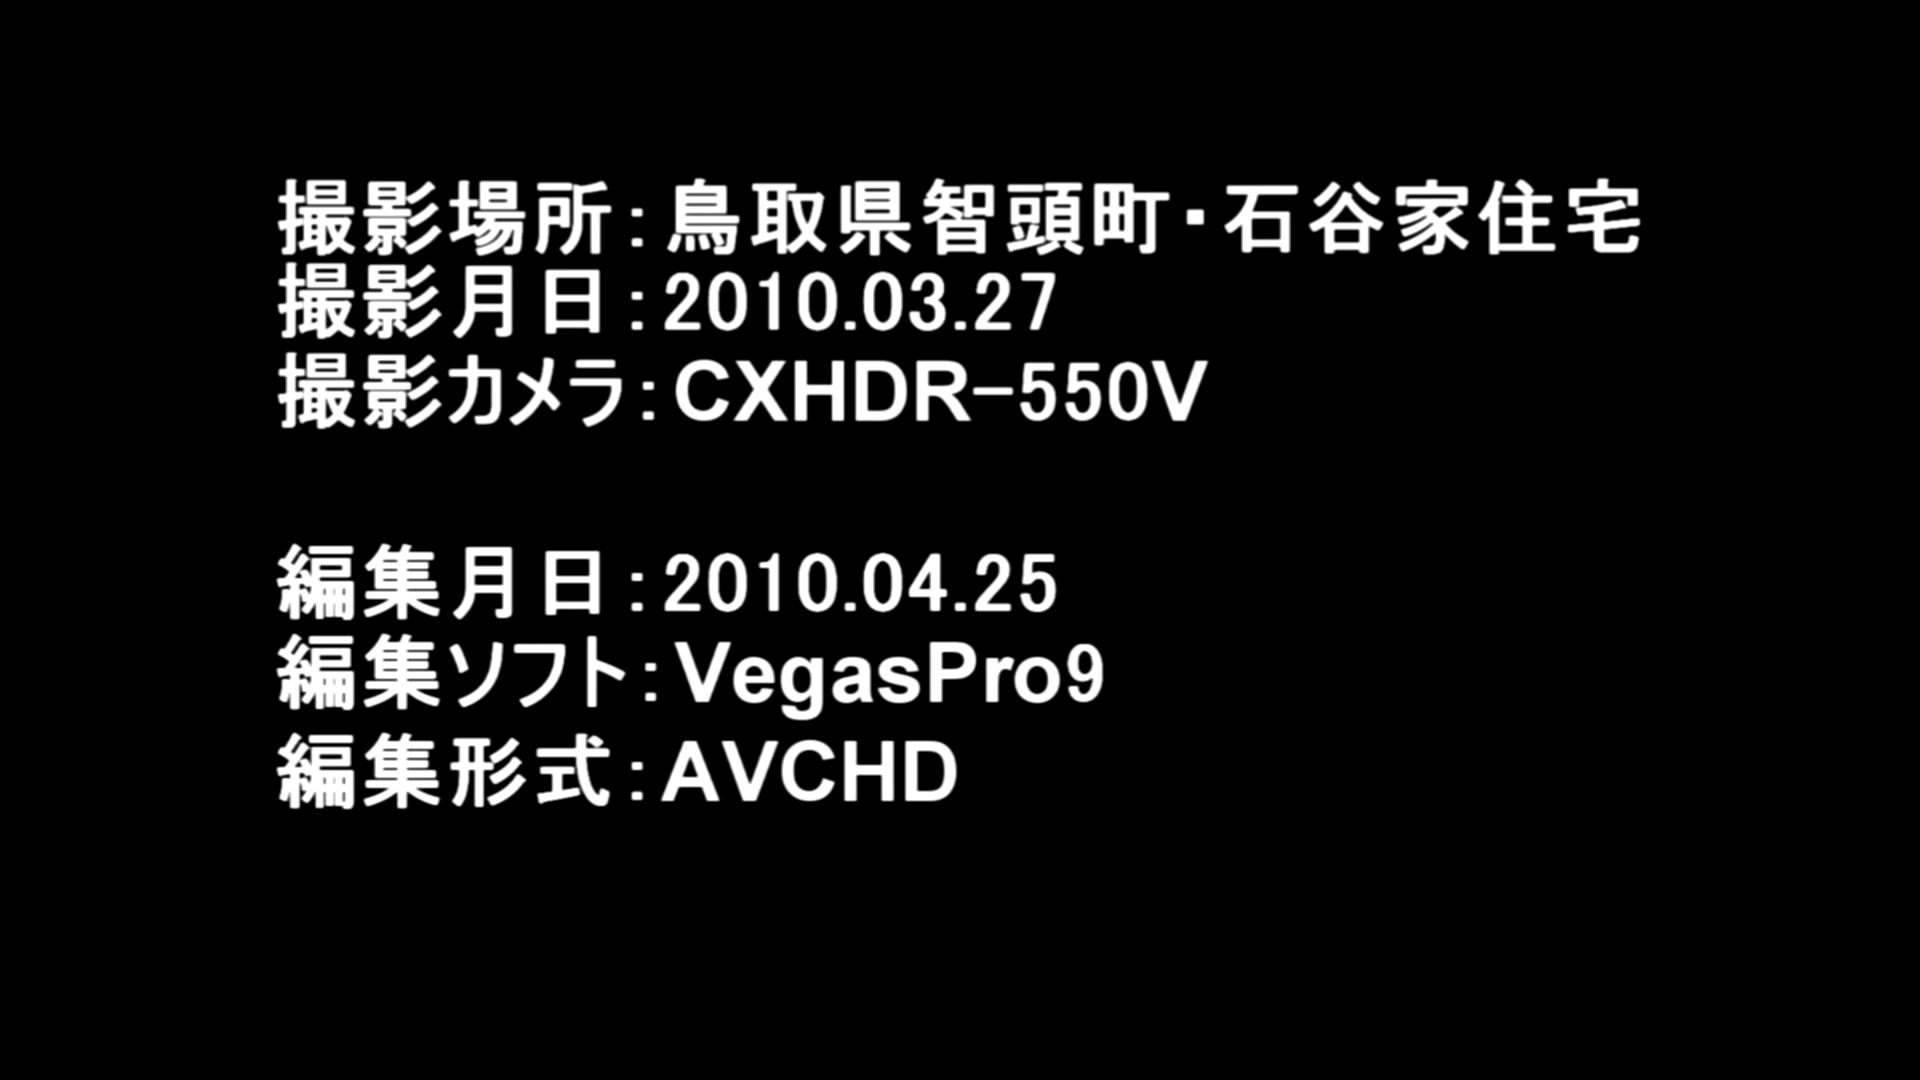 撮影場所：鳥取県智頭町・石谷家住宅
撮影月日：2010.03.27
撮影カメラ：CXHDR-550V
編集月日：2010.04.25
編集ソフト：VegasPro9
編集形式：AVCHD